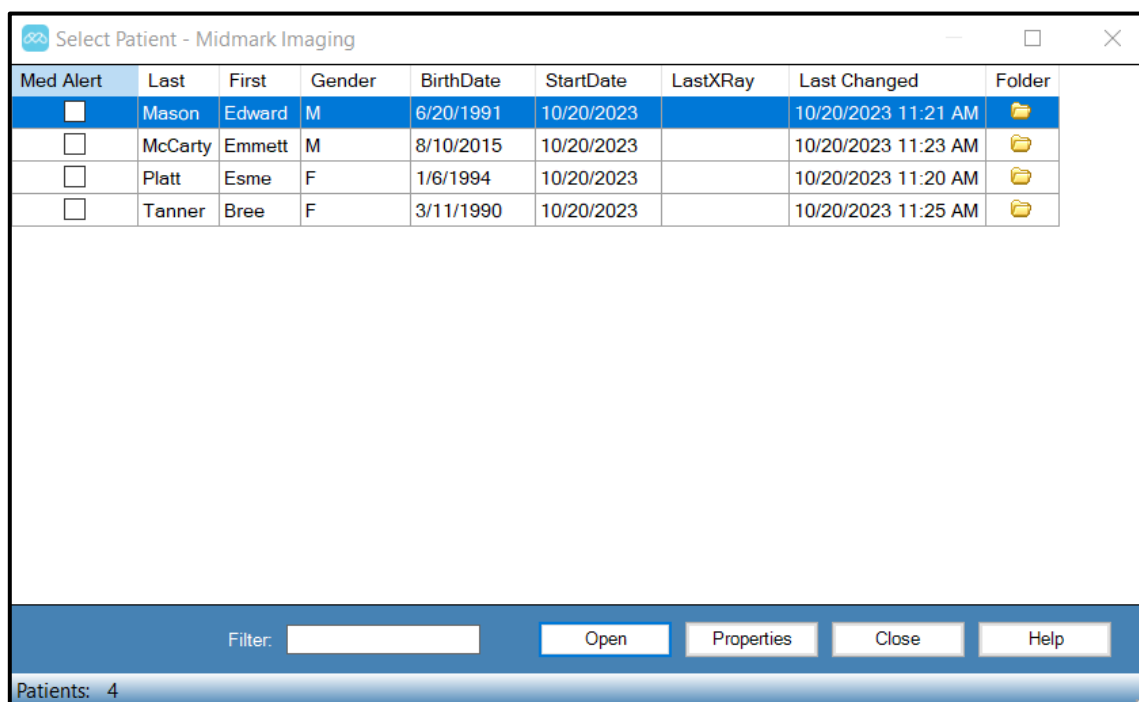 Select Patient - Midmark Imaging
Med Alert Last First Gender BirthDate StartDate LastXRay Last Changed Folder
Mason Edward M 6/20/1991 10/20/2023 10/20/2023 11:21 AM
McCarty Emmett M 8/10/2015 10/20/2023 10/20/2023 11:23 AM
Platt Esme F 1/6/1994 10/20/2023 10/20/2023 11:20 AM
Tanner Bree F 3/11/1990 10/20/2023 10/20/2023 11:25 AM
Filter: Open Properties Close Help
Patients: 4